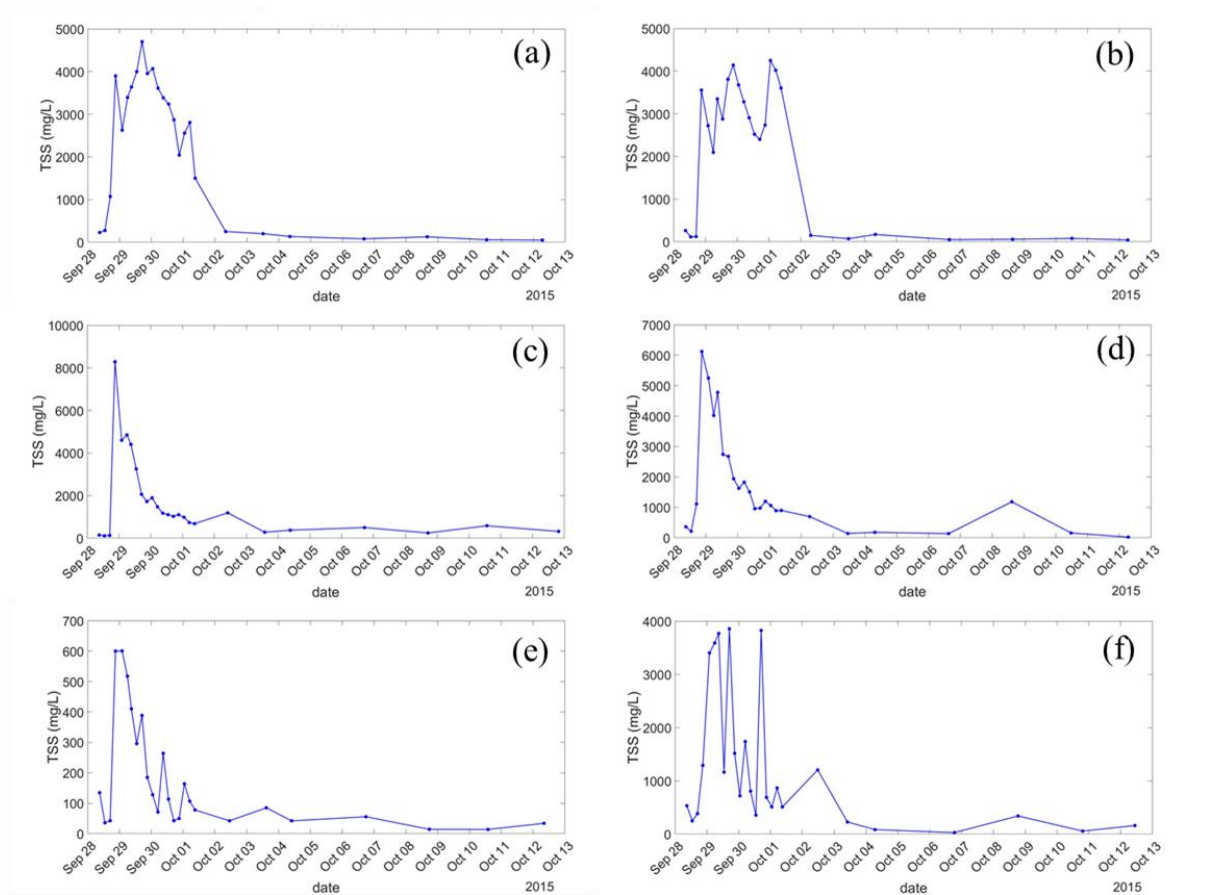 5000
4000
3000
2000
1000
0
TSS (mg/L)
(a)
Sep 28
Sep 29
Sep 30
Oct 01
Oct 02
Oct 03
Oct 04
Oct 05
Oct 06
Oct 07
Oct 08
Oct 09
Oct 10
Oct 11
Oct 12
Oct 13
date
2015
5000
4000
3000
2000
1000
0
TSS (mg/L)
(b)
Sep 28
Sep 29
Sep 30
Oct 01
Oct 02
Oct 03
Oct 04
Oct 05
Oct 06
Oct 07
Oct 08
Oct 09
Oct 10
Oct 11
Oct 12
Oct 13
date
2015
10000
8000
6000
4000
2000
0
TSS (mg/L)
(c)
Sep 28
Sep 29
Sep 30
Oct 01
Oct 02
Oct 03
Oct 04
Oct 05
Oct 06
Oct 07
Oct 08
Oct 09
Oct 10
Oct 11
Oct 12
Oct 13
date
2015
7000
6000
5000
4000
3000
2000
1000
0
TSS (mg/L)
(d)
Sep 28
Sep 29
Sep 30
Oct 01
Oct 02
Oct 03
Oct 04
Oct 05
Oct 06
Oct 07
Oct 08
Oct 09
Oct 10
Oct 11
Oct 12
Oct 13
date
2015
700
600
500
400
300
200
100
0
TSS (mg/L)
(e)
Sep 28
Sep 29
Sep 30
Oct 01
Oct 02
Oct 03
Oct 04
Oct 05
Oct 06
Oct 07
Oct 08
Oct 09
Oct 10
Oct 11
Oct 12
Oct 13
date
2015
4000
3000
2000
1000
0
TSS (mg/L)
(f)
Sep 28
Sep 29
Sep 30
Oct 01
Oct 02
Oct 03
Oct 04
Oct 05
Oct 06
Oct 07
Oct 08
Oct 09
Oct 10
Oct 11
Oct 12
Oct 13
date
2015